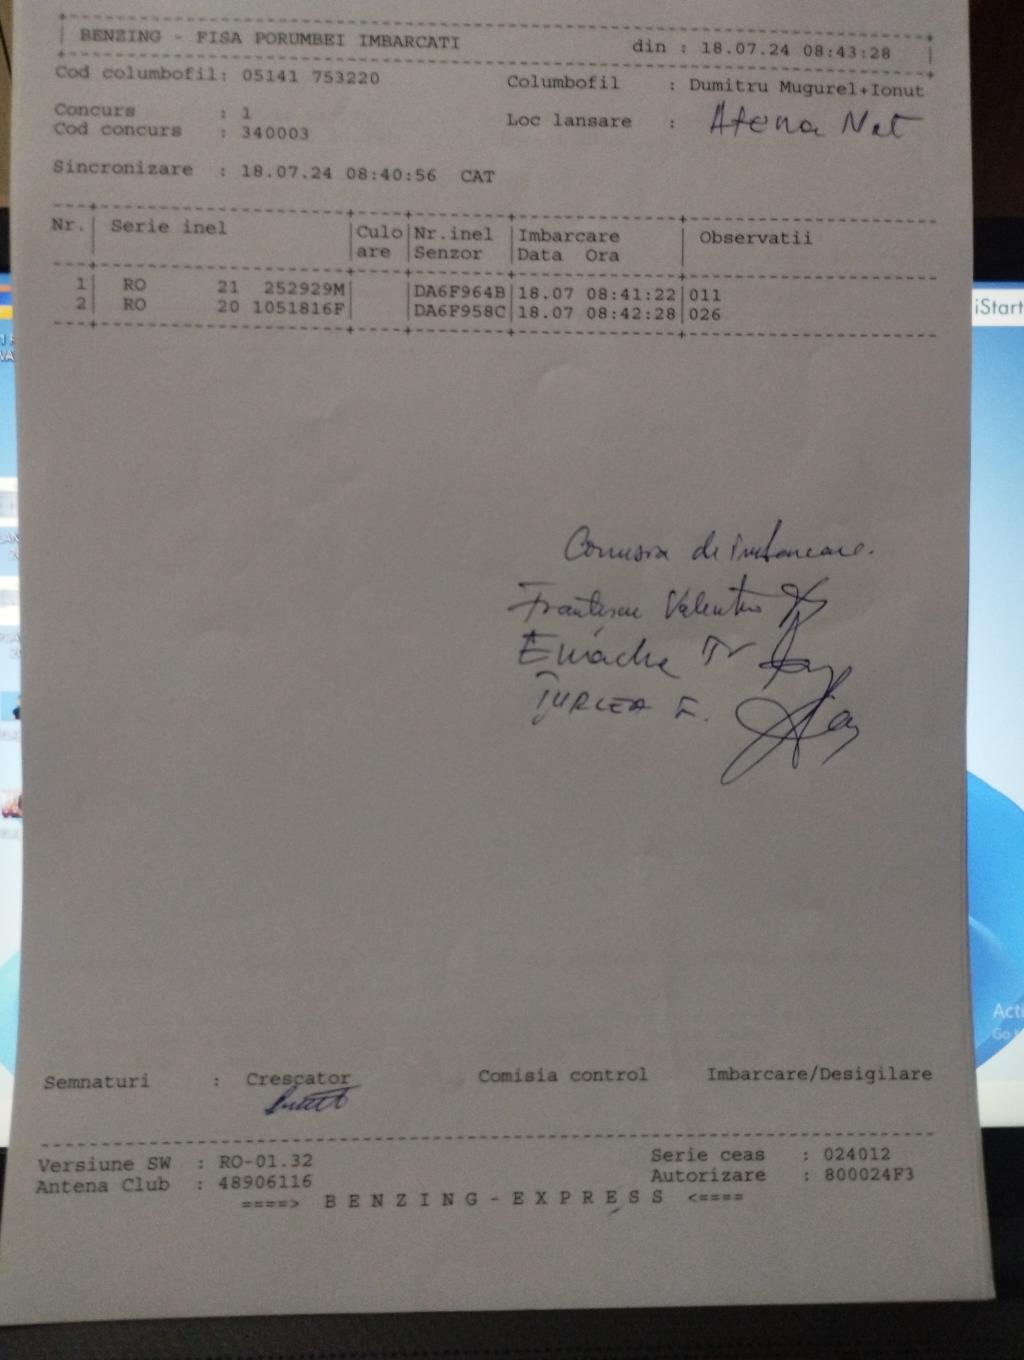 BENZING - FISA PORUMBEI IMBARCATI din : 18.07.24 08:43:28
Cod columbofil: 05141 753220 Columbofil : Dumitru Mugurel+Ionut
Concurs : 1
Cod concurs : 340003 Loc lansare : Atena Nat
Sincronizare : 18.07.24 08:40:56 CAT
Nr. Serie inel Culo Nr.inel Imbarcare Observatii
are Senzor Data Ora
1 RO 21 252929M DA6F964B 18.07 08:41:22 011
2 RO 20 1051816F DA6F958C 18.07 08:42:28 026
Comisia de imbarcare.
Valentin
Enache
ȚURCEA F.
Semnaturi : Crescator Comisia control Imbarcare/Desigilare
Versiune SW : RO-01.32 Serie ceas : 024012
Antena Club : 48906116 Autorizare : 800024F3
====> B E N Z I N G - E X P R E S S <====
iStart